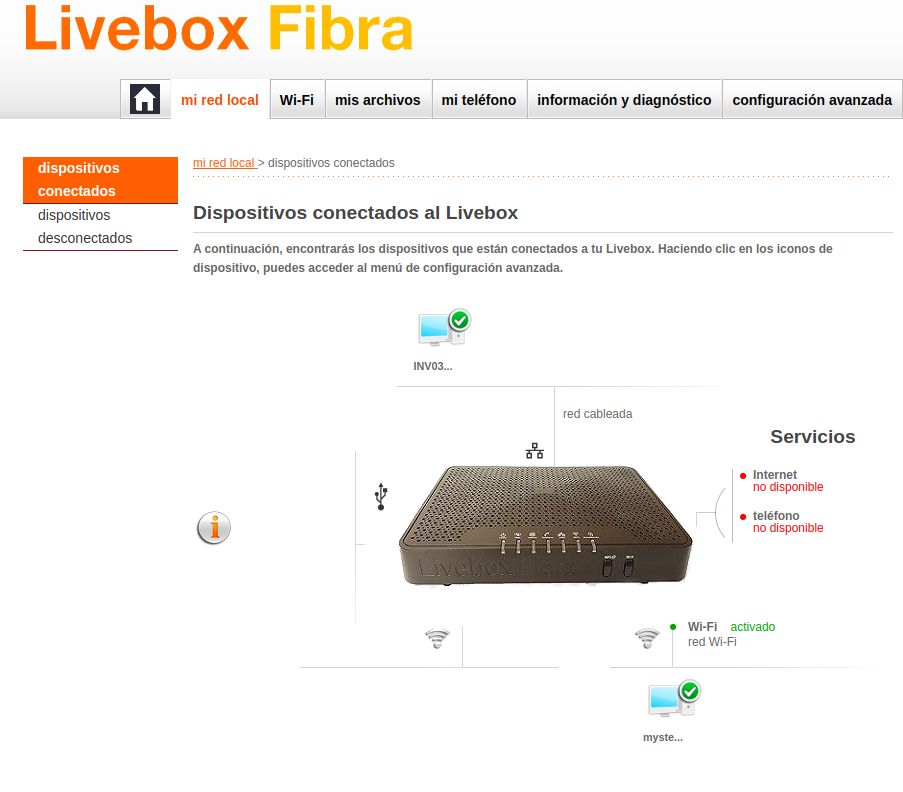 Livebox Fibra
mi red local
Wi-Fi
mis archivos
mi teléfono
información y diagnóstico
configuración avanzada
dispositivos
conectados
dispositivos
desconectados
mi red local > dispositivos conectados
Dispositivos conectados al Livebox
A continuación, encontrarás los dispositivos que están conectados a tu Livebox. Haciendo clic en los iconos de
dispositivo, puedes acceder al menú de configuración avanzada.
INV03...
red cableada
Servicios
Internet
no disponible
teléfono
no disponible
Livebox Fibra
Wi-Fi activado
red Wi-Fi
myste...